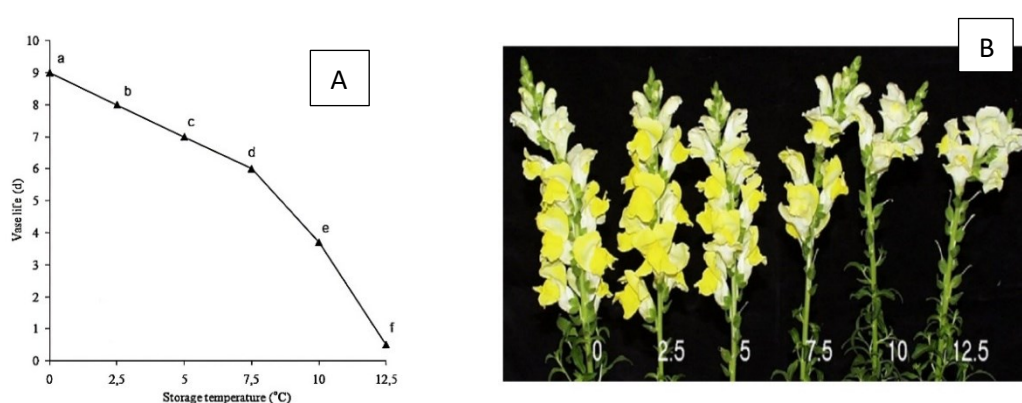 A
10
9
8
7
6
5
4
3
2
1
0
Vase life (d)
a
b
c
d
e
f
0 2,5 5 7,5 10 12,5
Storage temperature (°C)
B
0 2.5 5 7.5 10 12.5